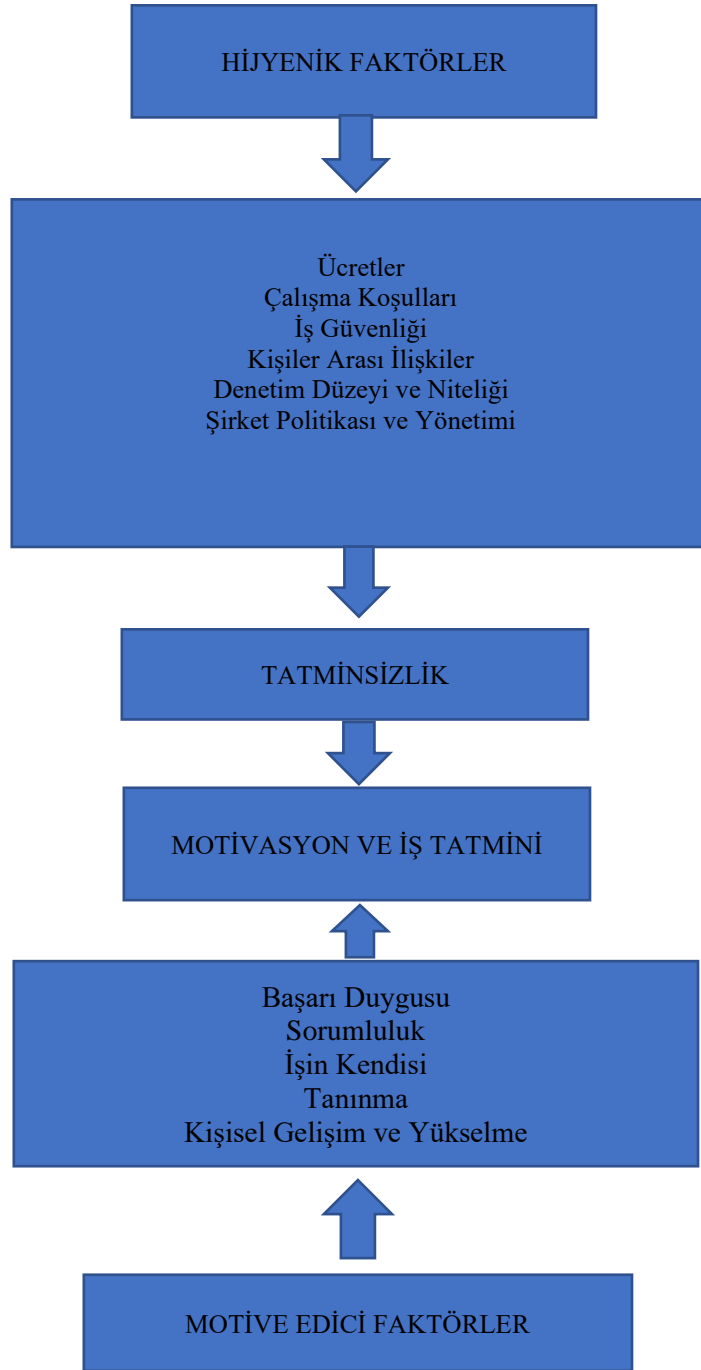 HİJYENİK FAKTÖRLER
Ücretler
Çalışma Koşulları
İş Güvenliği
Kişiler Arası İlişkiler
Denetim Düzeyi ve Niteliği
Şirket Politikası ve Yönetimi
TATMİNSİZLİK
MOTİVASYON VE İŞ TATMİNİ
Başarı Duygusu
Sorumluluk
İşin Kendisi
Tanınma
Kişisel Gelişim ve Yükselme
MOTİVE EDİCİ FAKTÖRLER